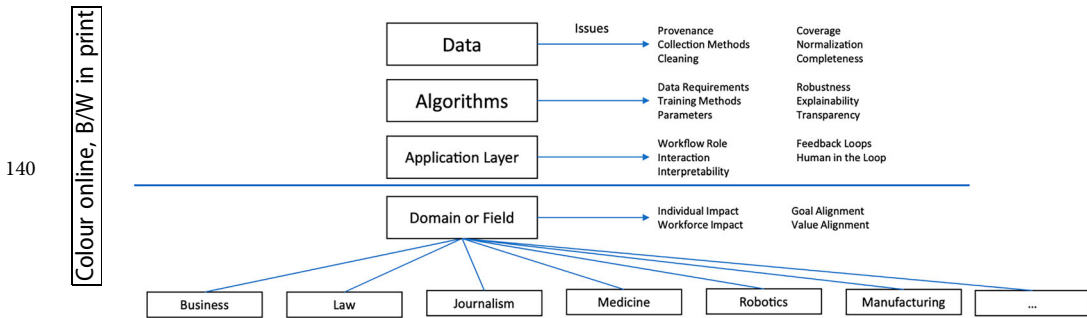 Colour online, B/W in print
140
Data
Issues
Provenance
Collection Methods
Cleaning
Coverage
Normalization
Completeness
Algorithms
Data Requirements
Training Methods
Parameters
Robustness
Explainability
Transparency
Application Layer
Workflow Role
Interaction
Interpretability
Feedback Loops
Human in the Loop
Domain or Field
Individual Impact
Workforce Impact
Goal Alignment
Value Alignment
Business
Law
Journalism
Medicine
Robotics
Manufacturing
...